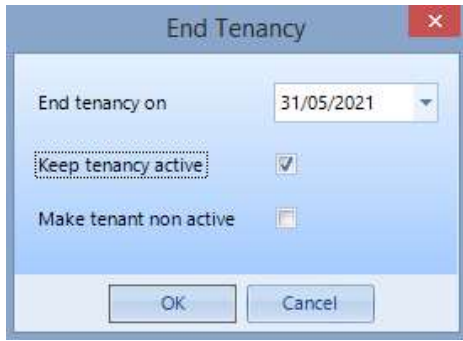 End Tenancy
End tenancy on 31/05/2021
Keep tenancy active
Make tenant non active
OK Cancel